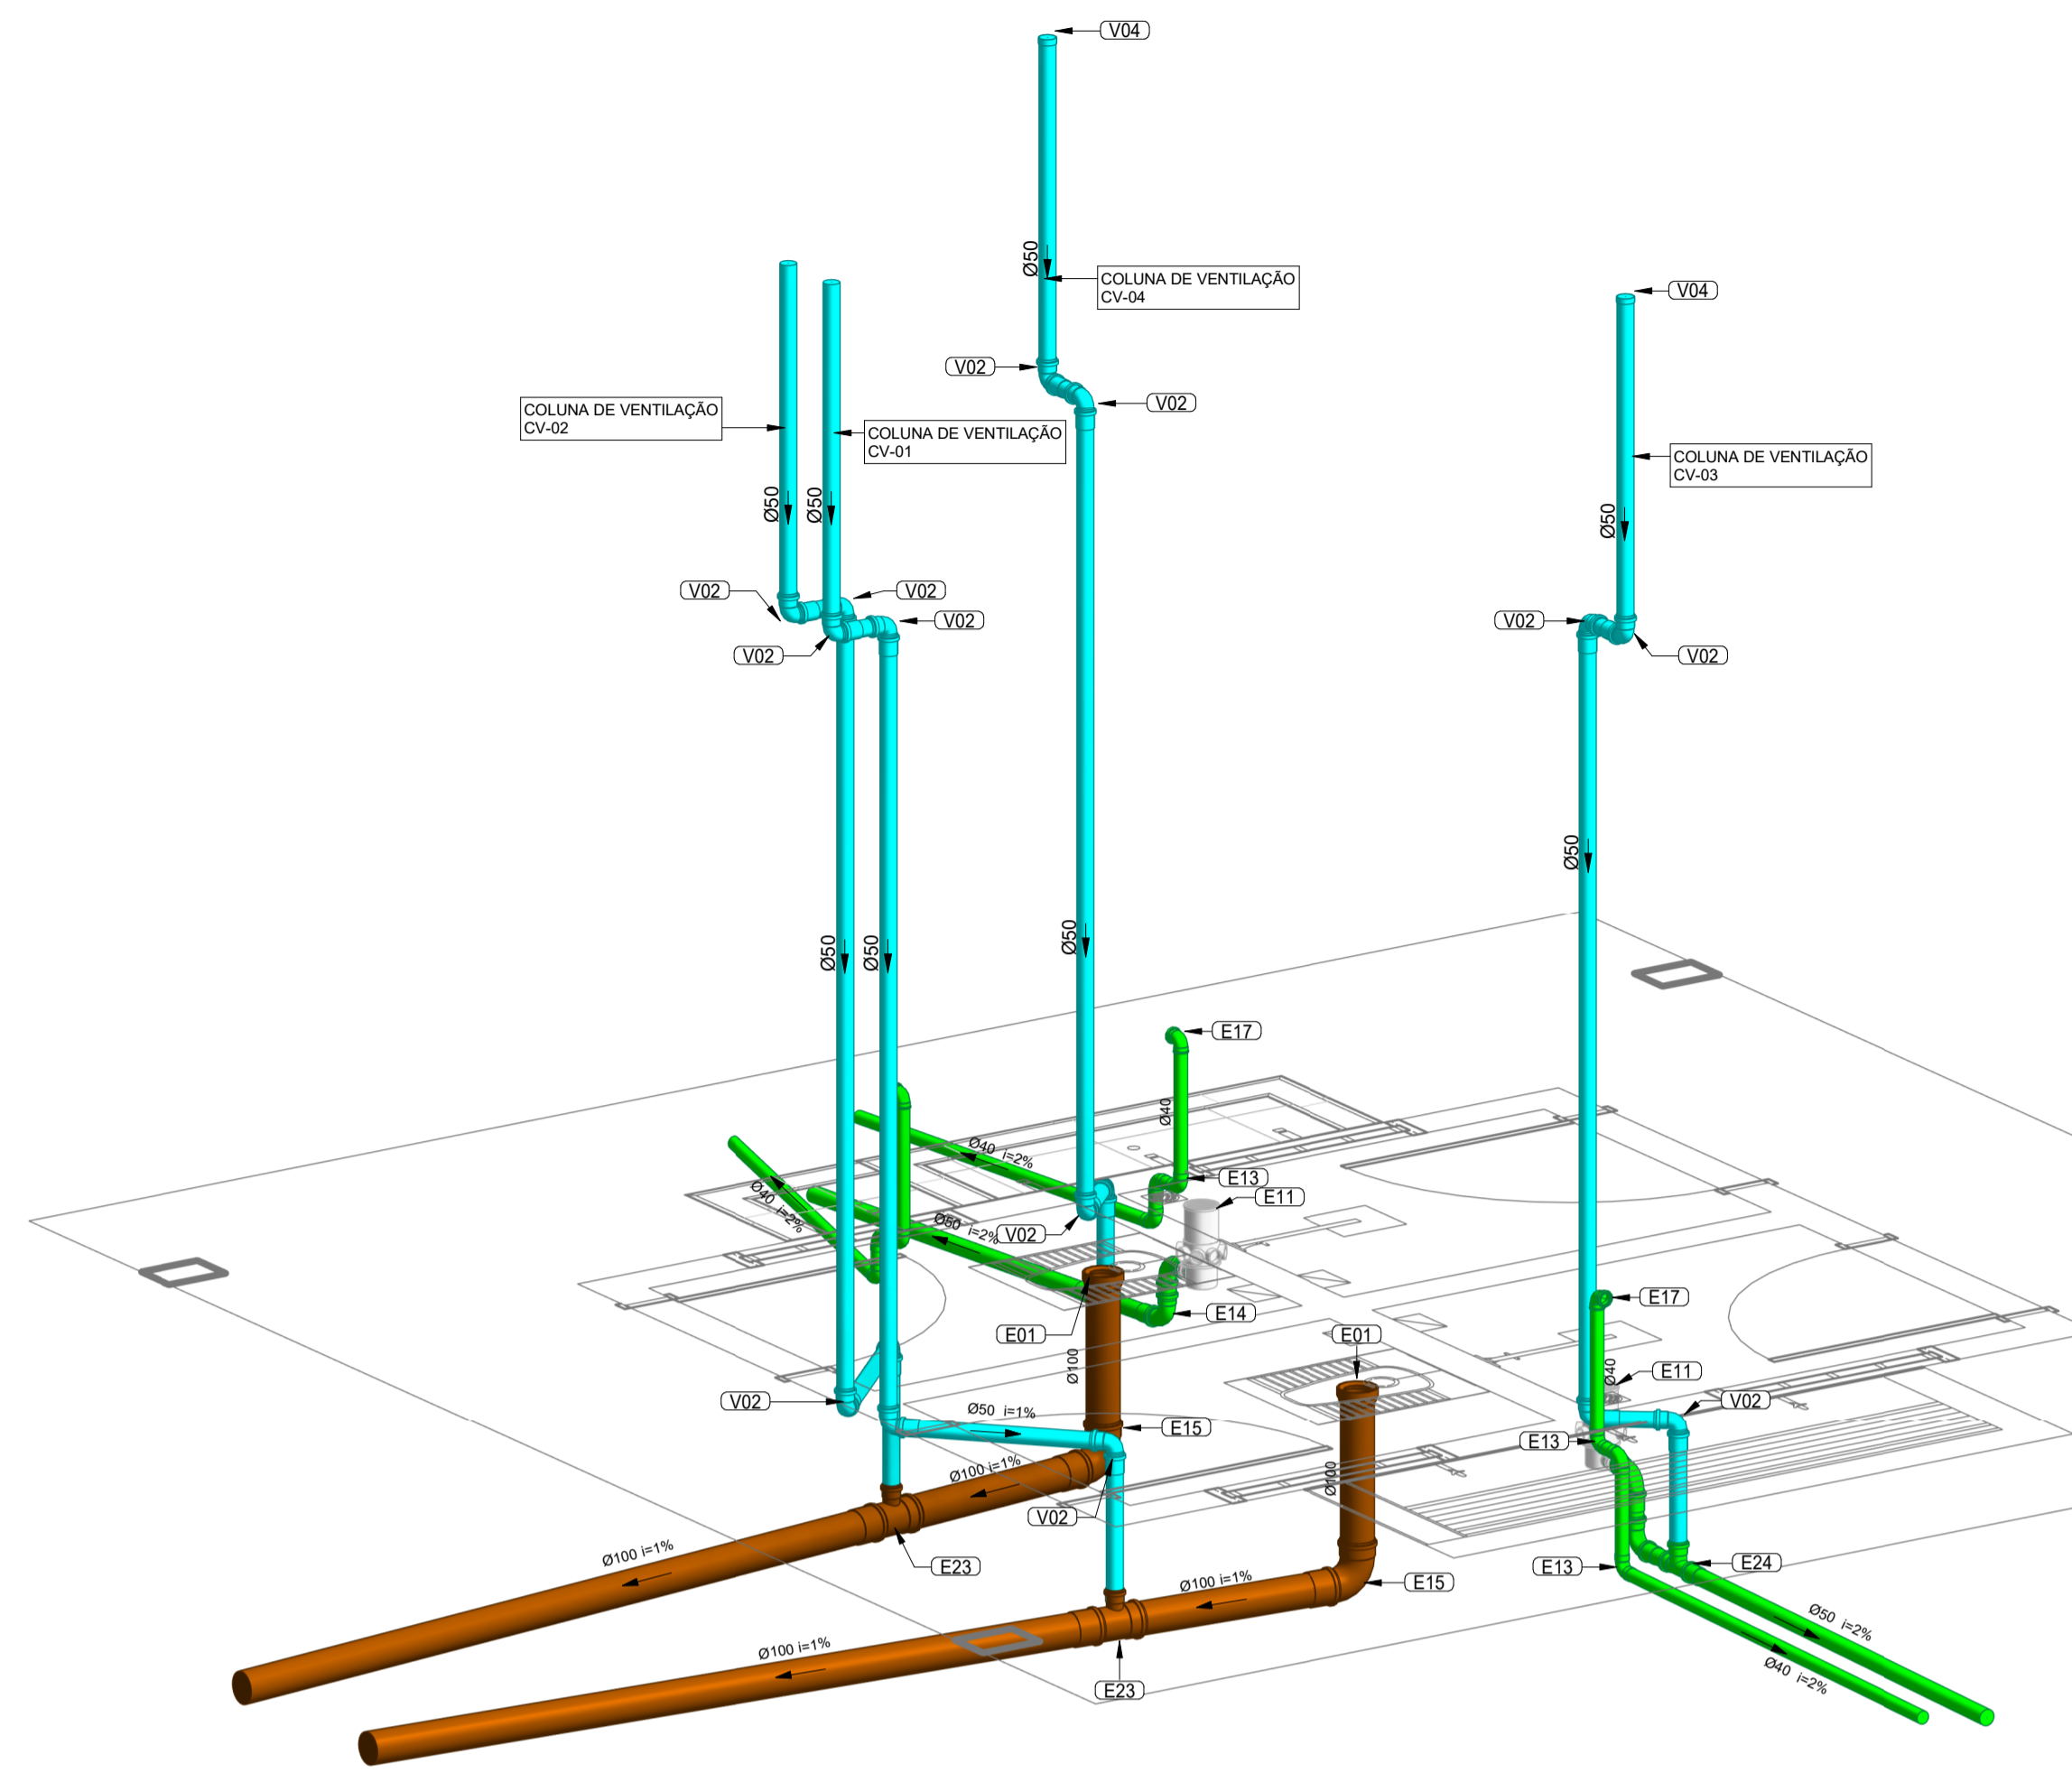 V04
Ø50
COLUNA DE VENTILAÇÃO
CV-04
V04
V02
V02
COLUNA DE VENTILAÇÃO
CV-02
COLUNA DE VENTILAÇÃO
CV-01
COLUNA DE VENTILAÇÃO
CV-03
Ø50
Ø50
Ø50
V02
V02
V02
V02
V02
V02
Ø50
Ø50
Ø50
Ø50
E17
Ø40
Ø40 i=2%
E13
E11
Ø40 i=2%
Ø50 i=2%
V02
E17
E14
E01
E01
Ø100
Ø40
E11
V02
V02
Ø50 i=1%
E15
E13
Ø100 i=1%
Ø100
V02
Ø100 i=1%
E23
E13
E24
Ø100 i=1%
E15
Ø50 i=2%
Ø100 i=1%
Ø40 i=2%
E23